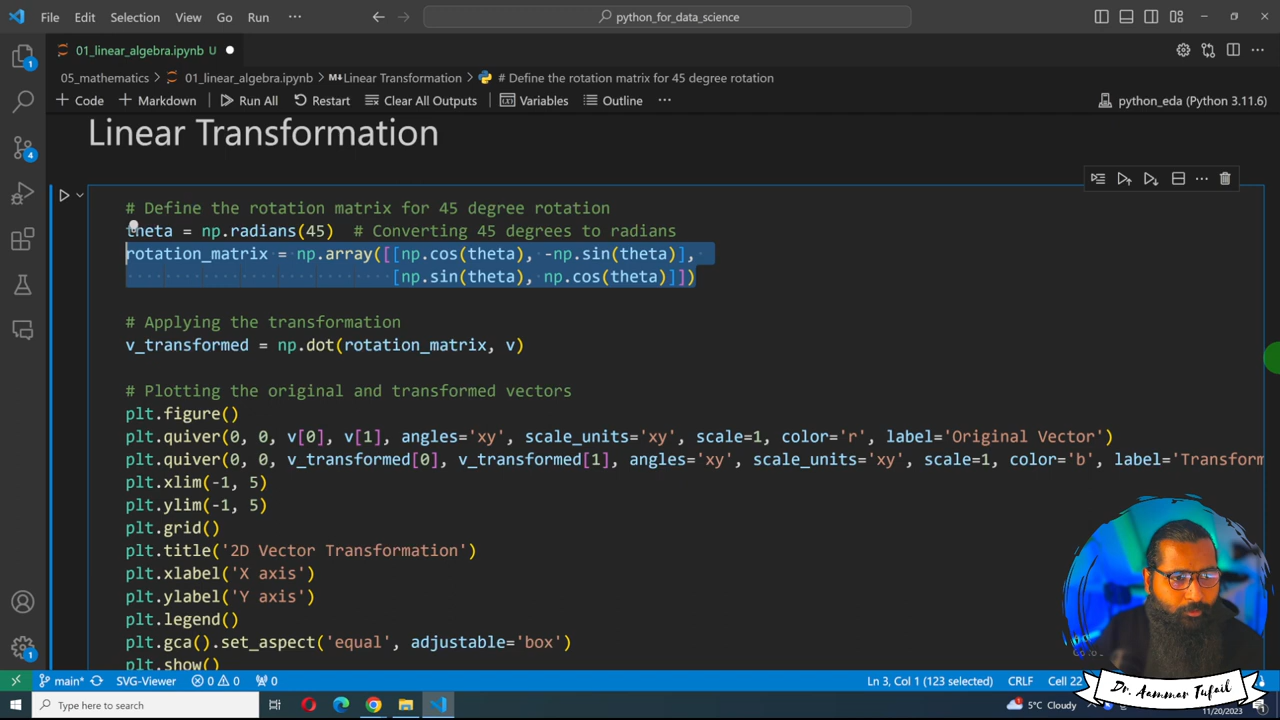 File Edit Selection View Go Run ··· python_for_data_science
01_linear_algebra.ipynb U
05_mathematics > 01_linear_algebra.ipynb > M↓Linear Transformation > # Define the rotation matrix for 45 degree rotation
+ Code + Markdown Run All Restart Clear All Outputs Variables Outline ··· python_eda (Python 3.11.6)
Linear Transformation
# Define the rotation matrix for 45 degree rotation
theta = np.radians(45)  # Converting 45 degrees to radians
rotation_matrix = np.array([[np.cos(theta), -np.sin(theta)],
[np.sin(theta), np.cos(theta)]])
# Applying the transformation
v_transformed = np.dot(rotation_matrix, v)
# Plotting the original and transformed vectors
plt.figure()
plt.quiver(0, 0, v[0], v[1], angles='xy', scale_units='xy', scale=1, color='r', label='Original Vector')
plt.quiver(0, 0, v_transformed[0], v_transformed[1], angles='xy', scale_units='xy', scale=1, color='b', label='Transform
plt.xlim(-1, 5)
plt.ylim(-1, 5)
plt.grid()
plt.title('2D Vector Transformation')
plt.xlabel('X axis')
plt.ylabel('Y axis')
plt.legend()
plt.gca().set_aspect('equal', adjustable='box')
plt.show()
1
4
1
main* SVG-Viewer 0 0 0 Ln 3, Col 1 (123 selected) CRLF Cell 22
Dr. Aammar Tufail
Type here to search 5°C Cloudy 11/20/2023